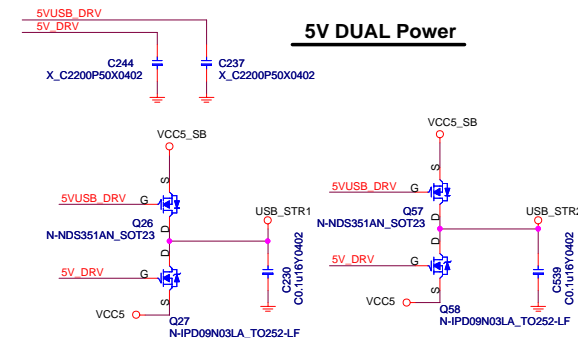 5VUSB_DRV
5V_DRV
5V DUAL Power
C244
X_C2200P50X0402
C237
X_C2200P50X0402
VCC5_SB
S
5VUSB_DRV
G
Q26
N-NDS351AN_SOT23
D
USB_STR1
D
5V_DRV
G
C230
C0.1u16Y0402
S
VCC5
Q27
N-IPD09N03LA_TO252-LF
VCC5_SB
S
5VUSB_DRV
G
Q57
N-NDS351AN_SOT23
D
USB_STR2
D
5V_DRV
G
C539
C0.1u16Y0402
S
VCC5
Q58
N-IPD09N03LA_TO252-LF